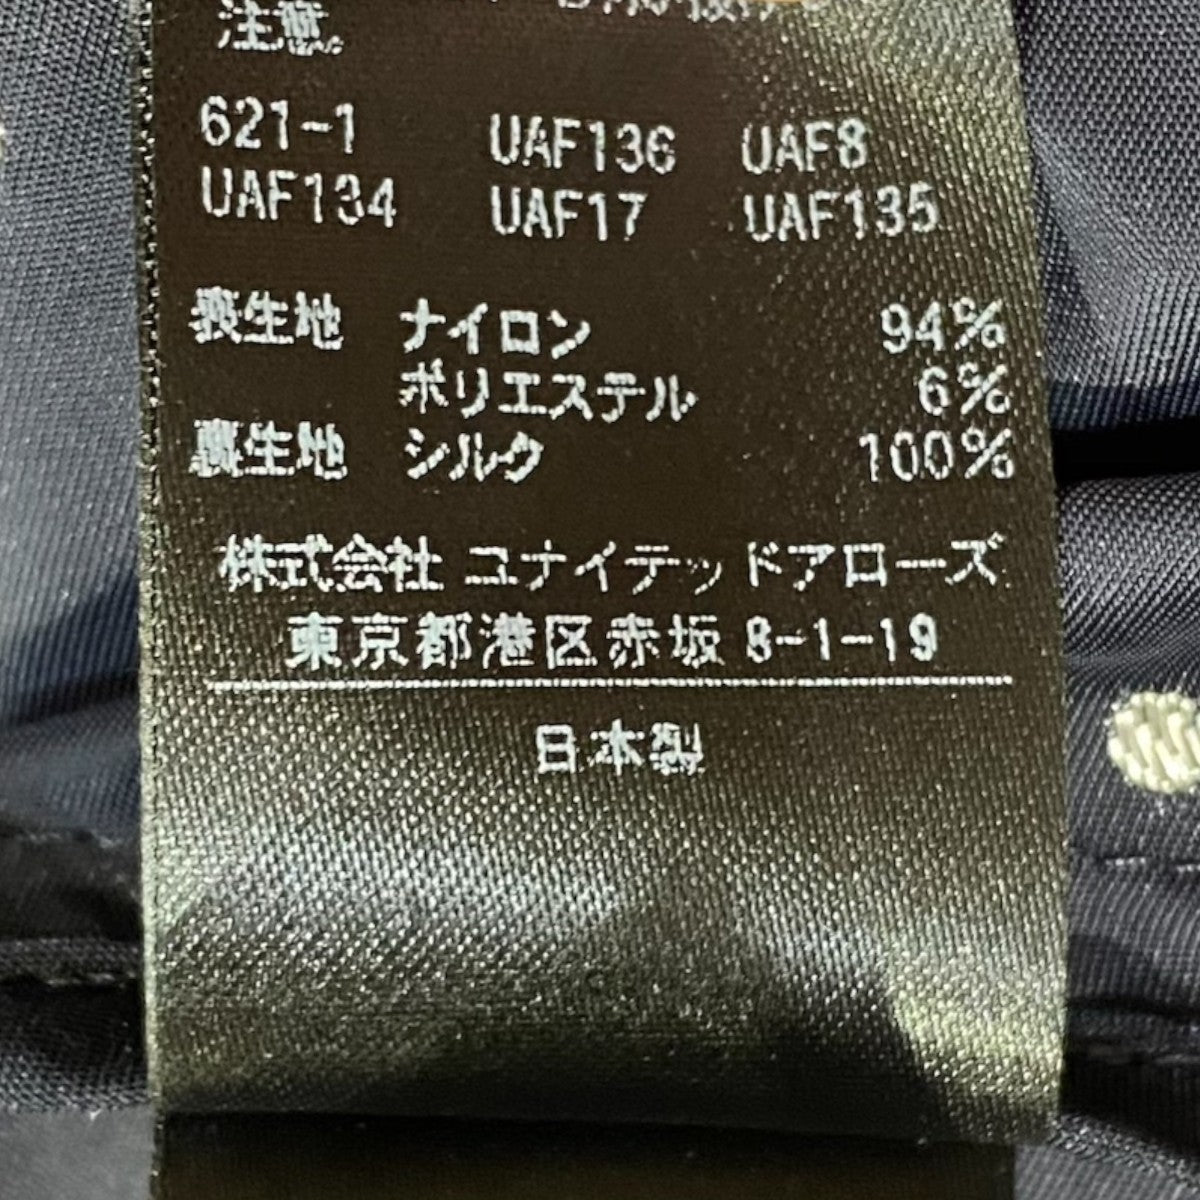 注意。
621-1 UAF136 UAF8
UAF134 UAF17 UAF135
表生地 ナイロン 94%
ポリエステル 6%
裏生地 シルク 100%
株式会社 ユナイテッドアローズ
東京都港区赤坂 8-1-19
日本製